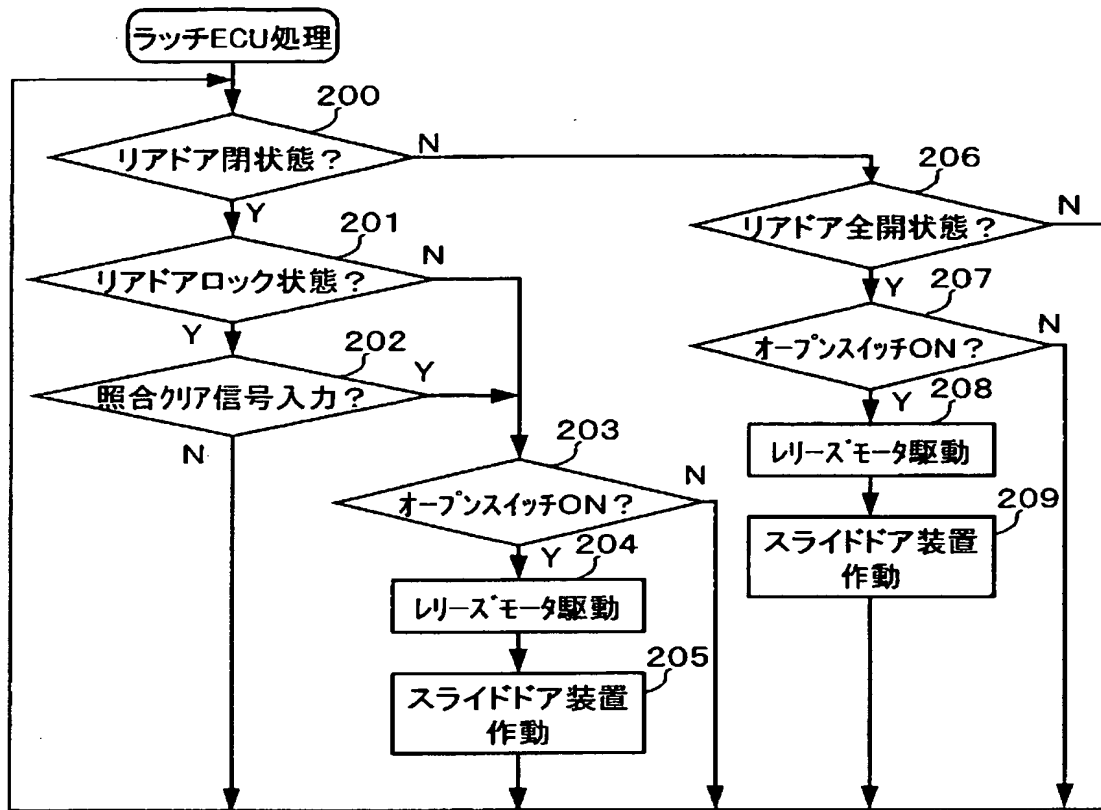 ラッチECU処理
200
リアドア閉状態?
N
Y
201
リアドアロック状態?
N
Y
202
照合クリア信号入力?
Y
N
203
オープンスイッチON?
N
Y
204
レリーズモータ駆動
205
スライドドア装置
作動
206
リアドア全開状態?
N
Y
207
オープンスイッチON?
N
Y
208
レリーズモータ駆動
209
スライドドア装置
作動